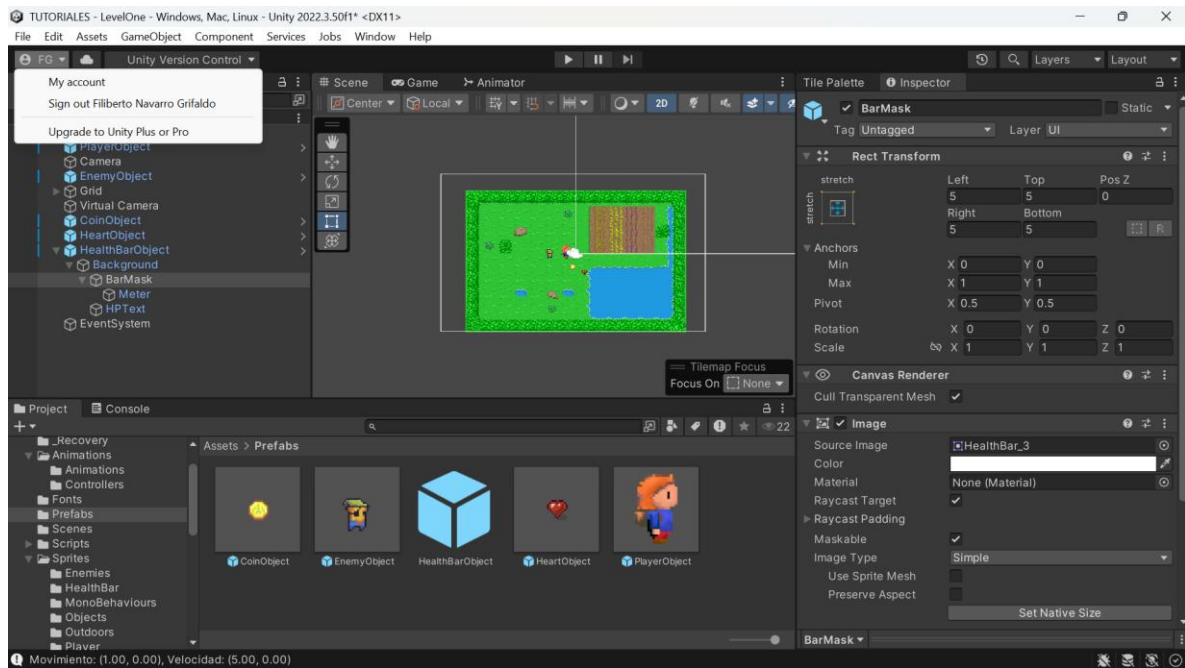 TUTORIALES - LevelOne - Windows, Mac, Linux - Unity 2022.3.50f1* <DX11>
File Edit Assets GameObject Component Services Jobs Window Help
FG Unity Version Control Layers Layout
My account
Sign out Filiberto Navarro Grifaldo
Upgrade to Unity Plus or Pro
PlayerObject
Camera
EnemyObject
Grid
Virtual Camera
CoinObject
HeartObject
HealthBarObject
Background
BarMask
Meter
HPText
EventSystem
Scene Game Animator
Center Local 2D
Tilemap Focus
Focus On None
Tile Palette Inspector
BarMask Static
Tag Untagged Layer UI
Rect Transform
stretch Left Top Pos Z
stretch 5 5 0
Right Bottom
5 5 R
Anchors
Min X 0 Y 0
Max X 1 Y 1
Pivot X 0.5 Y 0.5
Rotation X 0 Y 0 Z 0
Scale X 1 Y 1 Z 1
Canvas Renderer
Cull Transparent Mesh
Image
Source Image HealthBar_3
Color
Material None (Material)
Raycast Target
Raycast Padding
Maskable
Image Type Simple
Use Sprite Mesh
Preserve Aspect
Set Native Size
BarMask
Project Console
22
_Recovery
Animations
Animations
Controllers
Fonts
Prefabs
Scenes
Scripts
Sprites
Enemies
HealthBar
MonoBehaviours
Objects
Outdoors
Player
Assets > Prefabs
CoinObject EnemyObject HealthBarObject HeartObject PlayerObject
Movimiento: (1.00, 0.00), Velocidad: (5.00, 0.00)